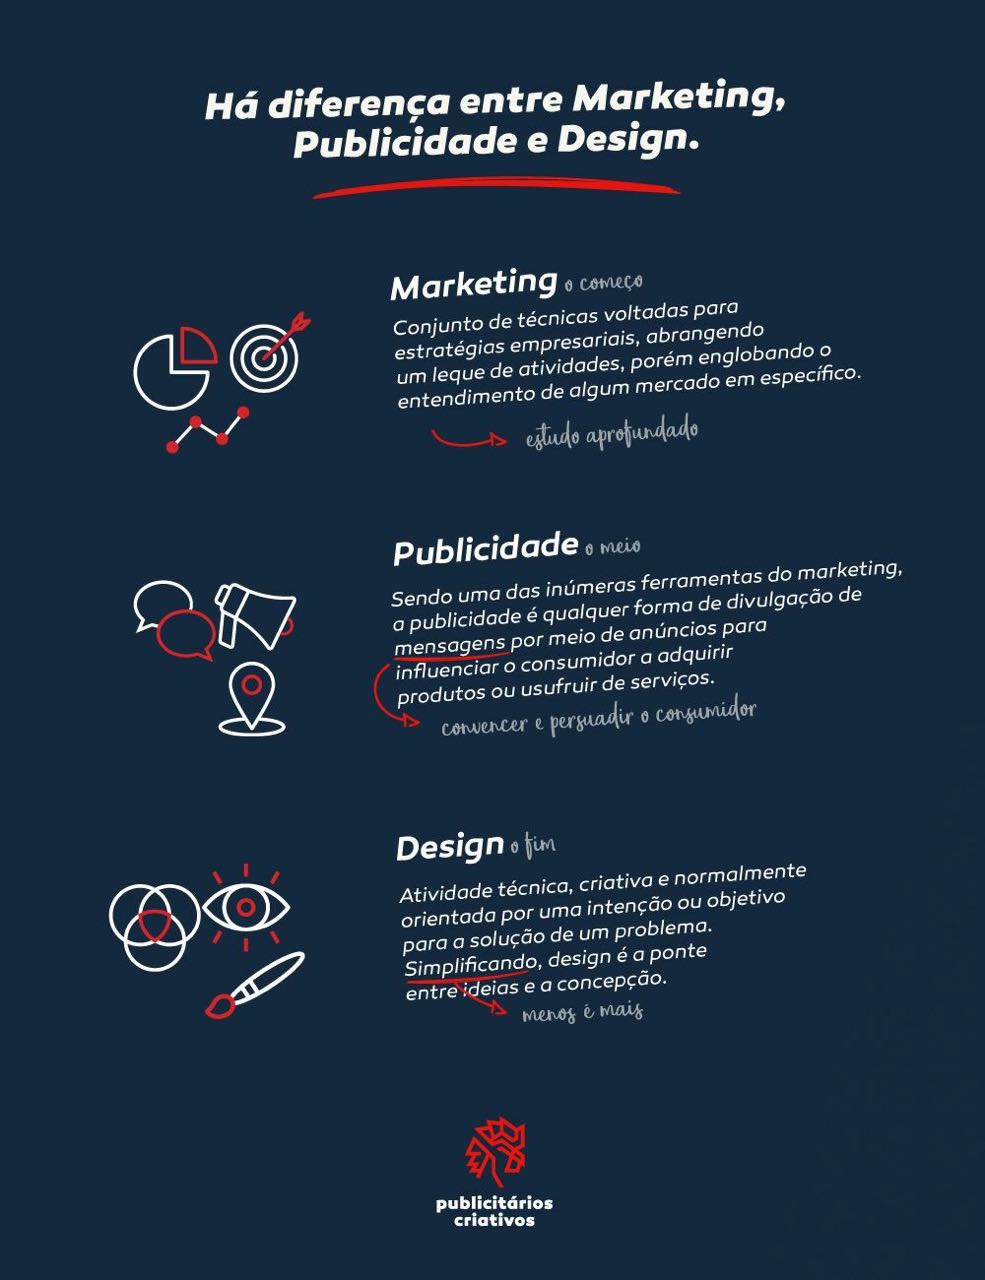 Há diferença entre Marketing,
Publicidade e Design.
Marketing o começo
Conjunto de técnicas voltadas para
estratégias empresariais, abrangendo
um leque de atividades, porém englobando o
entendimento de algum mercado em específico.
estudo aprofundado
Publicidade o meio
Sendo uma das inúmeras ferramentas do marketing,
a publicidade é qualquer forma de divulgação de
mensagens por meio de anúncios para
influenciar o consumidor a adquirir
produtos ou usufruir de serviços.
convencer e persuadir o consumidor
Design o fim
Atividade técnica, criativa e normalmente
orientada por uma intenção ou objetivo
para a solução de um problema.
Simplificando, design é a ponte
entre ideias e a concepção.
menos é mais
publicitários
criativos